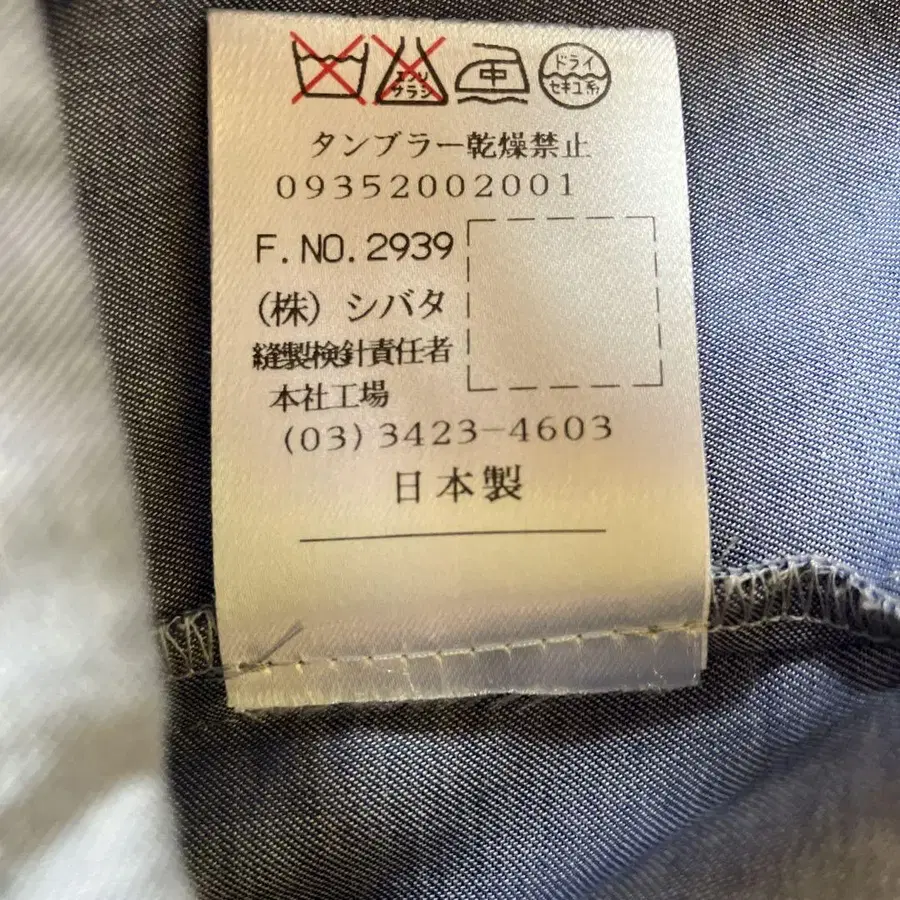 エンソ サラシ 中 ドライ セキユ系
タンブラー乾燥禁止
09352002001
F.NO.2939
(株) シバタ
縫製検針責任者
本社工場
(03)3423-4603
日本製